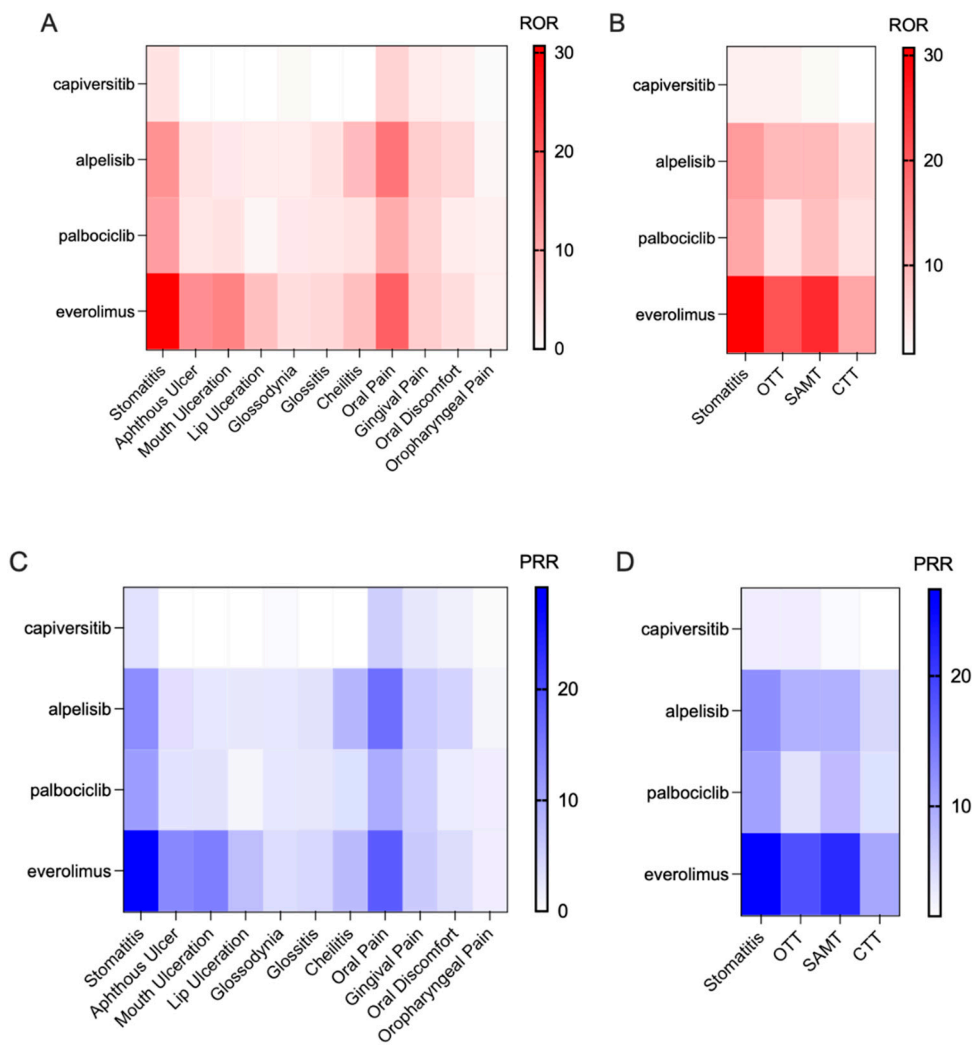 A
ROR
capiversitib
alpelisib
palbociclib
everolimus
30
20
10
0
Stomatitis
Aphthous Ulcer
Mouth Ulceration
Lip Ulceration
Glossodynia
Glossitis
Cheilitis
Oral Pain
Gingival Pain
Oral Discomfort
Oropharyngeal Pain
B
ROR
capiversitib
alpelisib
palbociclib
everolimus
30
20
10
Stomatitis
OTT
SAMT
CTT
C
PRR
capiversitib
alpelisib
palbociclib
everolimus
20
10
0
Stomatitis
Aphthous Ulcer
Mouth Ulceration
Lip Ulceration
Glossodynia
Glossitis
Cheilitis
Oral Pain
Gingival Pain
Oral Discomfort
Oropharyngeal Pain
D
PRR
capiversitib
alpelisib
palbociclib
everolimus
20
10
Stomatitis
OTT
SAMT
CTT